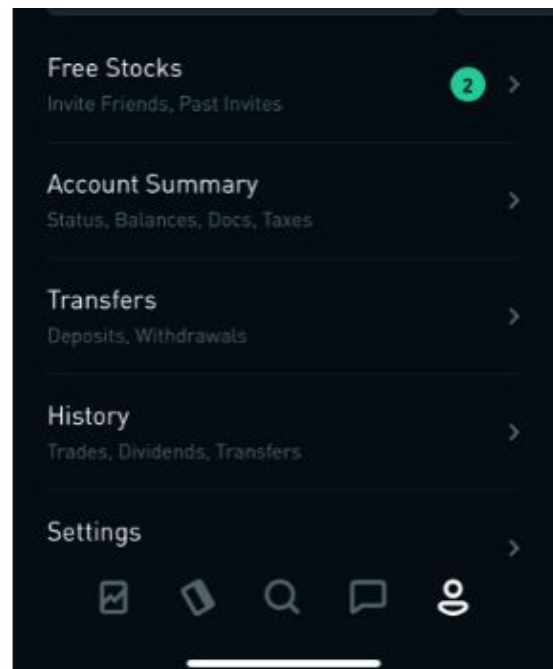 Free Stocks
Invite Friends, Past Invites
2
Account Summary
Status, Balances, Docs, Taxes
Transfers
Deposits, Withdrawals
History
Trades, Dividends, Transfers
Settings